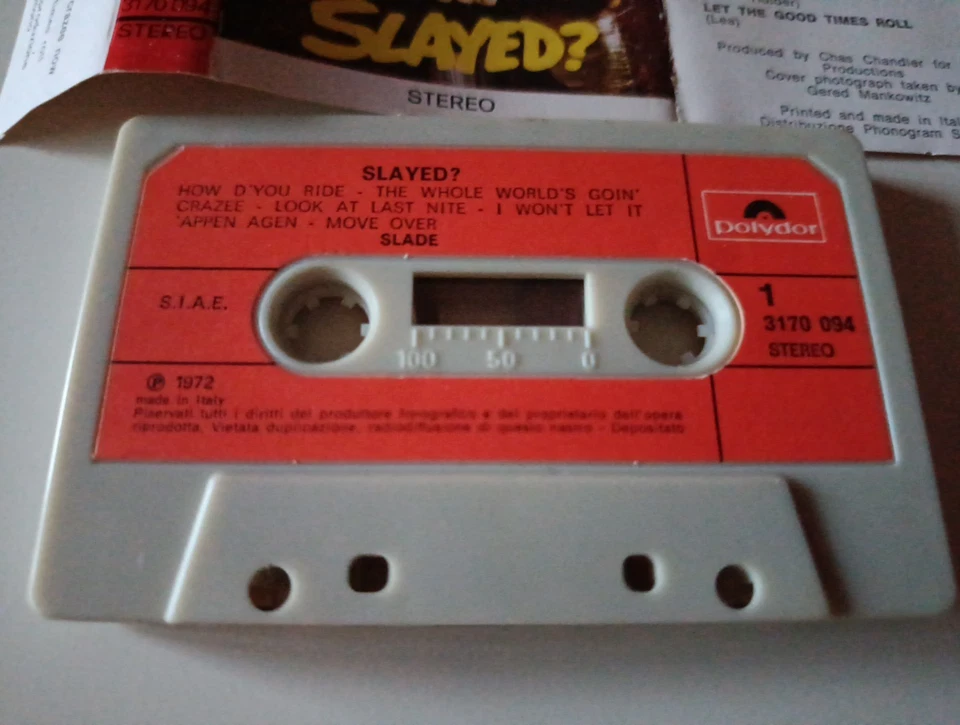 3170 094
STEREO
SLAYED?
STEREO
LET THE GOOD TIMES ROLL
(Les)
Produced by Chas Chandler for
Productions
Cover photograph taken by
Gered Mankowitz
Printed and made in Ital
Distribuzione Phonogram S
SLAYED?
HOW D'YOU RIDE - THE WHOLE WORLD'S GOIN'
CRAZEE - LOOK AT LAST NITE - I WON'T LET IT
'APPEN AGEN - MOVE OVER
SLADE
polydor
S.I.A.E.
1
3170 094
STEREO
100 50 0
℗ 1972
made in Italy
Riservati tutti i diritti del produttore fonografico e del proprietario dell'opera
riprodotta. Vietata duplicazione, radiodiffusione di questo nastro - Depositato